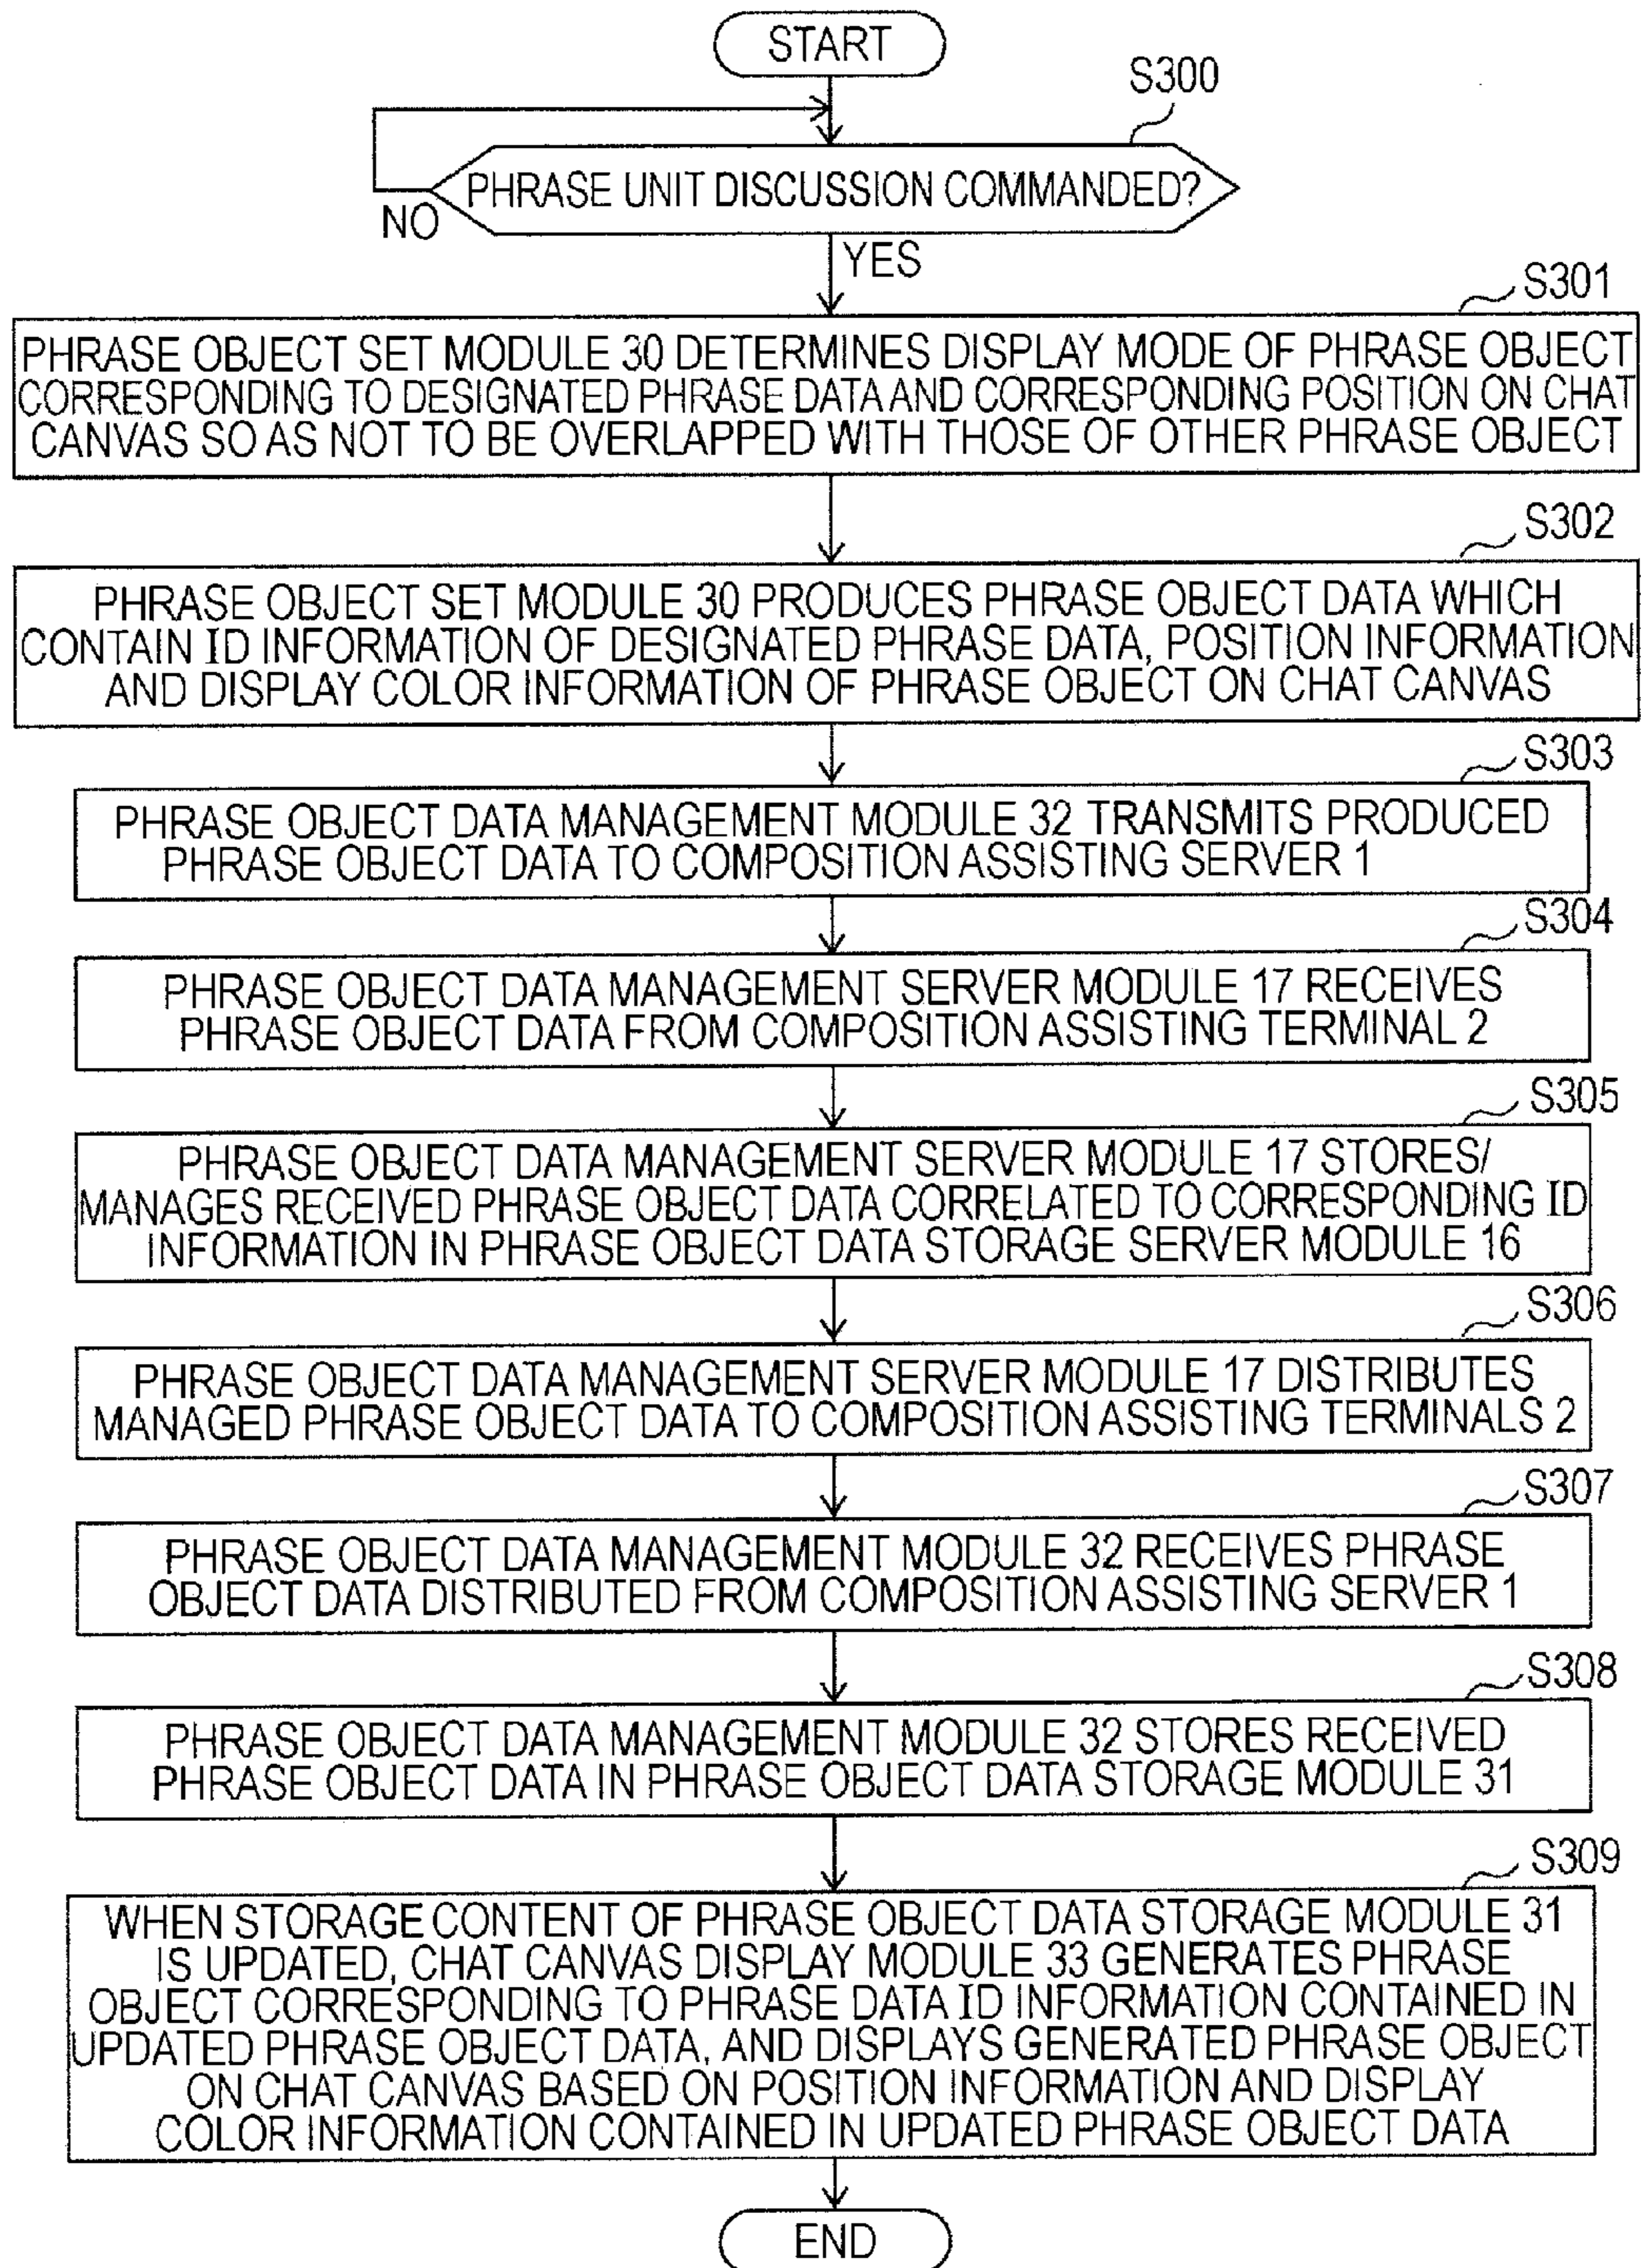 START
S300
PHRASE UNIT DISCUSSION COMMANDED?
NO
YES
S301
PHRASE OBJECT SET MODULE 30 DETERMINES DISPLAY MODE OF PHRASE OBJECT
CORRESPONDING TO DESIGNATED PHRASE DATA AND CORRESPONDING POSITION ON CHAT
CANVAS SO AS NOT TO BE OVERLAPPED WITH THOSE OF OTHER PHRASE OBJECT
S302
PHRASE OBJECT SET MODULE 30 PRODUCES PHRASE OBJECT DATA WHICH
CONTAIN ID INFORMATION OF DESIGNATED PHRASE DATA, POSITION INFORMATION
AND DISPLAY COLOR INFORMATION OF PHRASE OBJECT ON CHAT CANVAS
S303
PHRASE OBJECT DATA MANAGEMENT MODULE 32 TRANSMITS PRODUCED
PHRASE OBJECT DATA TO COMPOSITION ASSISTING SERVER 1
S304
PHRASE OBJECT DATA MANAGEMENT SERVER MODULE 17 RECEIVES
PHRASE OBJECT DATA FROM COMPOSITION ASSISTING TERMINAL 2
S305
PHRASE OBJECT DATA MANAGEMENT SERVER MODULE 17 STORES/
MANAGES RECEIVED PHRASE OBJECT DATA CORRELATED TO CORRESPONDING ID
INFORMATION IN PHRASE OBJECT DATA STORAGE SERVER MODULE 16
S306
PHRASE OBJECT DATA MANAGEMENT SERVER MODULE 17 DISTRIBUTES
MANAGED PHRASE OBJECT DATA TO COMPOSITION ASSISTING TERMINALS 2
S307
PHRASE OBJECT DATA MANAGEMENT MODULE 32 RECEIVES PHRASE
OBJECT DATA DISTRIBUTED FROM COMPOSITION ASSISTING SERVER 1
S308
PHRASE OBJECT DATA MANAGEMENT MODULE 32 STORES RECEIVED
PHRASE OBJECT DATA IN PHRASE OBJECT DATA STORAGE MODULE 31
S309
WHEN STORAGE CONTENT OF PHRASE OBJECT DATA STORAGE MODULE 31
IS UPDATED, CHAT CANVAS DISPLAY MODULE 33 GENERATES PHRASE
OBJECT CORRESPONDING TO PHRASE DATA ID INFORMATION CONTAINED IN
UPDATED PHRASE OBJECT DATA, AND DISPLAYS GENERATED PHRASE OBJECT
ON CHAT CANVAS BASED ON POSITION INFORMATION AND DISPLAY
COLOR INFORMATION CONTAINED IN UPDATED PHRASE OBJECT DATA
END